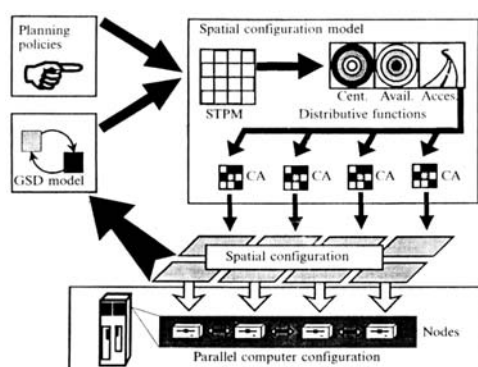 Planning
policies
GSD model
Spatial configuration model
STPM
Cent. Avail. Acces.
Distributive functions
CA CA CA CA
Spatial configuration
Nodes
Parallel computer configuration